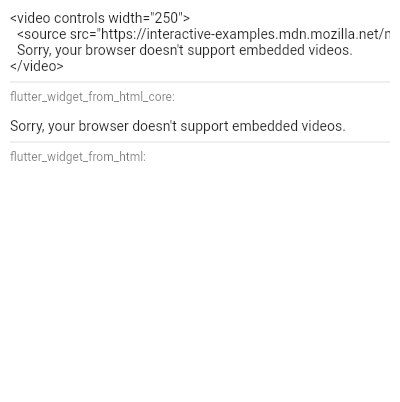 <video controls width="250">
<source src="https://interactive-examples.mdn.mozilla.net/
Sorry, your browser doesn't support embedded videos.
</video>
flutter_widget_from_html_core:
Sorry, your browser doesn't support embedded videos.
flutter_widget_from_html: